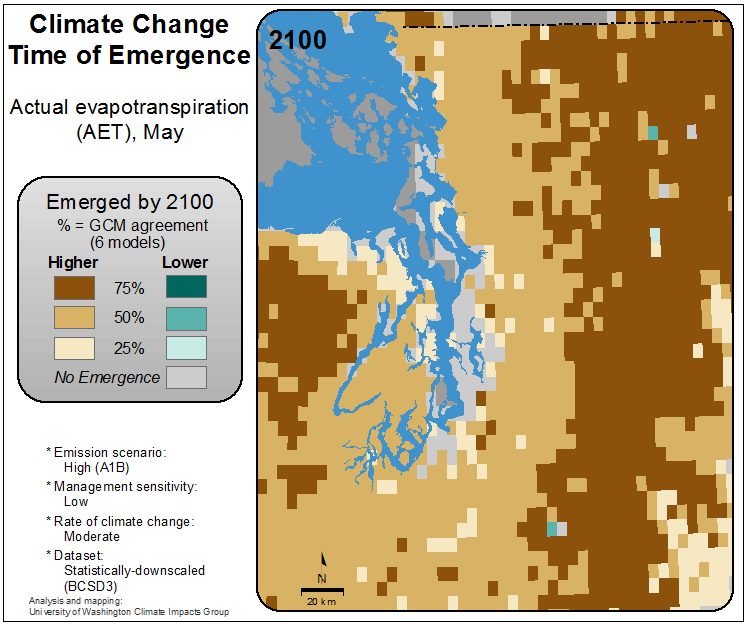 Climate Change
Time of Emergence
Actual evapotranspiration
(AET), May
Emerged by 2100
% = GCM agreement
(6 models)
Higher Lower
75%
50%
25%
No Emergence
* Emission scenario:
High (A1B)
* Management sensitivity:
Low
* Rate of climate change:
Moderate
* Dataset:
Statistically-downscaled
(BCSD3)
Analysis and mapping:
University of Washington Climate Impacts Group
2100
N
20 km